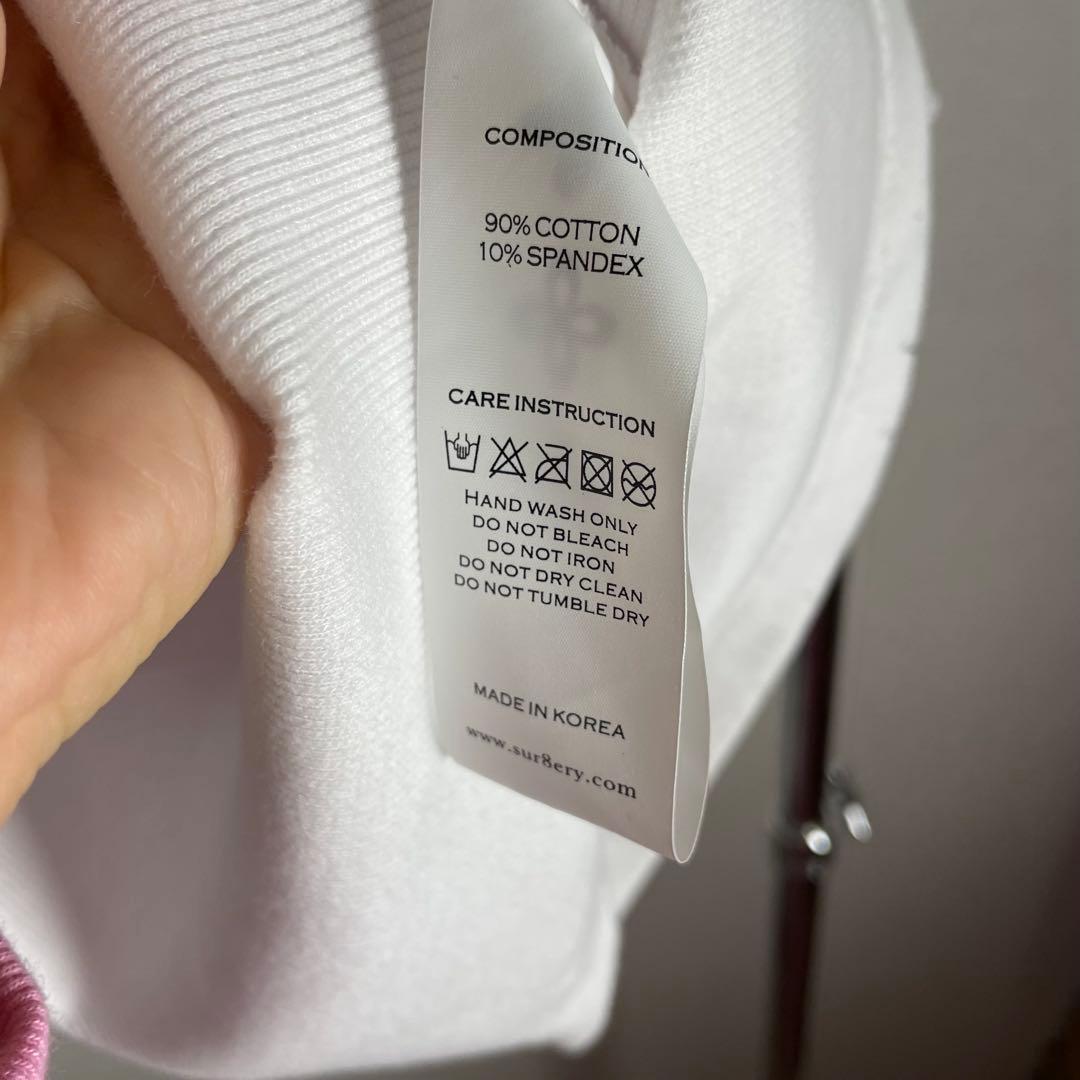 COMPOSITION
90% COTTON
10% SPANDEX
CARE INSTRUCTION
HAND WASH ONLY
DO NOT BLEACH
DO NOT IRON
DO NOT DRY CLEAN
DO NOT TUMBLE DRY
MADE IN KOREA
www.sur8ery.com